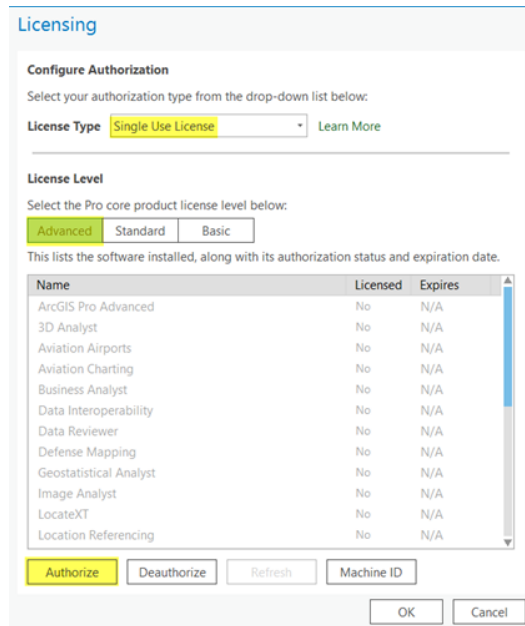 Licensing
Configure Authorization
Select your authorization type from the drop-down list below:
License Type Single Use License Learn More
License Level
Select the Pro core product license level below:
Advanced Standard Basic
This lists the software installed, along with its authorization status and expiration date.
Name Licensed Expires
ArcGIS Pro Advanced No N/A
3D Analyst No N/A
Aviation Airports No N/A
Aviation Charting No N/A
Business Analyst No N/A
Data Interoperability No N/A
Data Reviewer No N/A
Defense Mapping No N/A
Geostatistical Analyst No N/A
Image Analyst No N/A
LocateXT No N/A
Location Referencing No N/A
Authorize Deauthorize Refresh Machine ID
OK Cancel